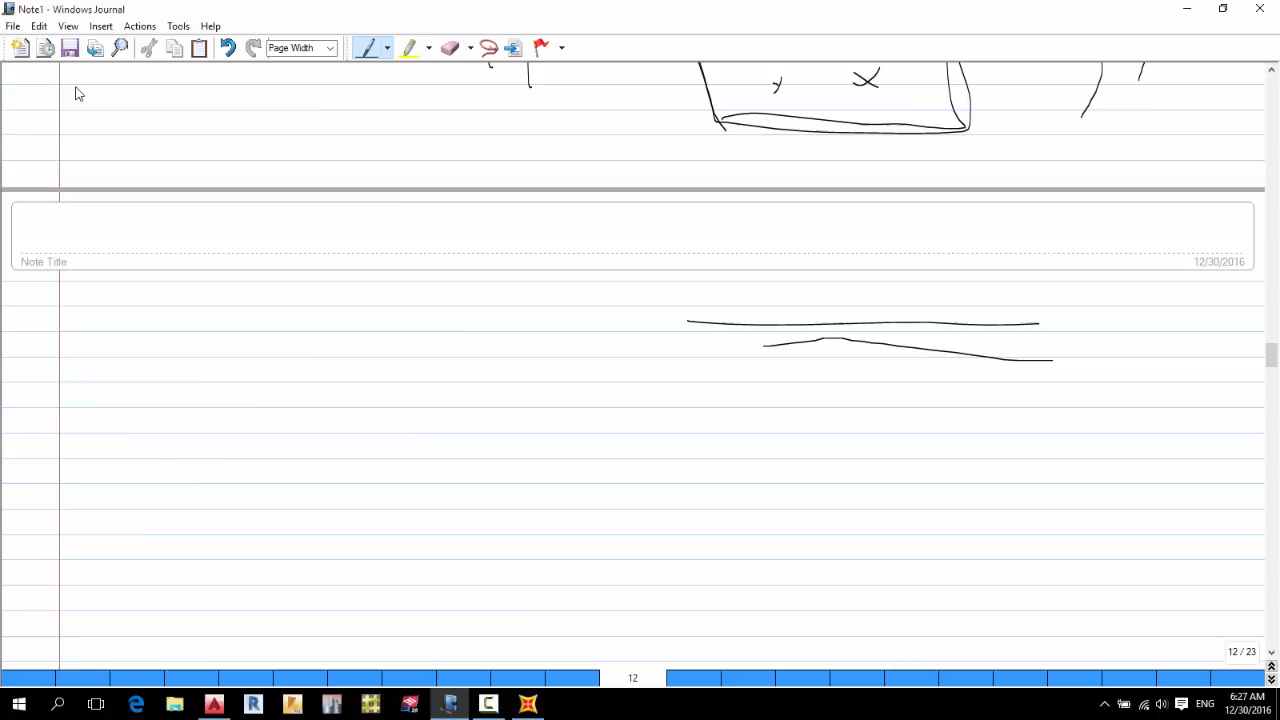 Note1 - Windows Journal
File Edit View Insert Actions Tools Help
Page Width
x
Note Title
12/30/2016
12 / 23
12
ENG
6:27 AM
12/30/2016